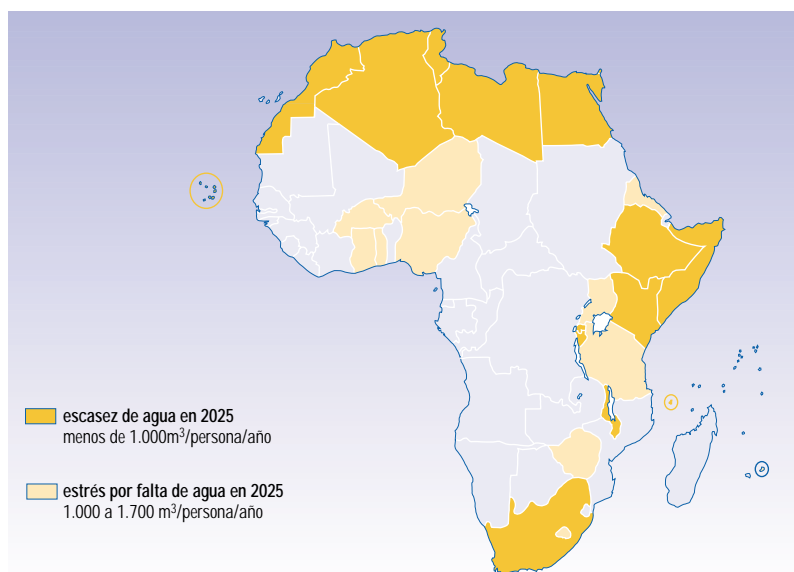 escasez de agua en 2025
menos de 1.000m³/persona/año
estrés por falta de agua en 2025
1.000 a 1.700 m³/persona/año